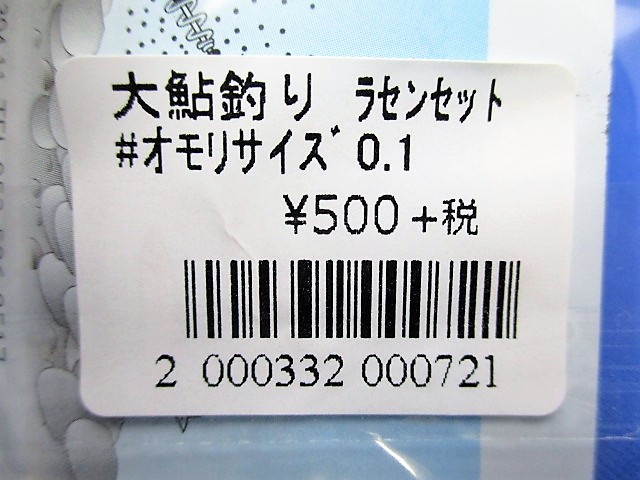 大鮎釣り ラセンセット
#オモリサイズ 0.1
¥500+税
2 000332 000721